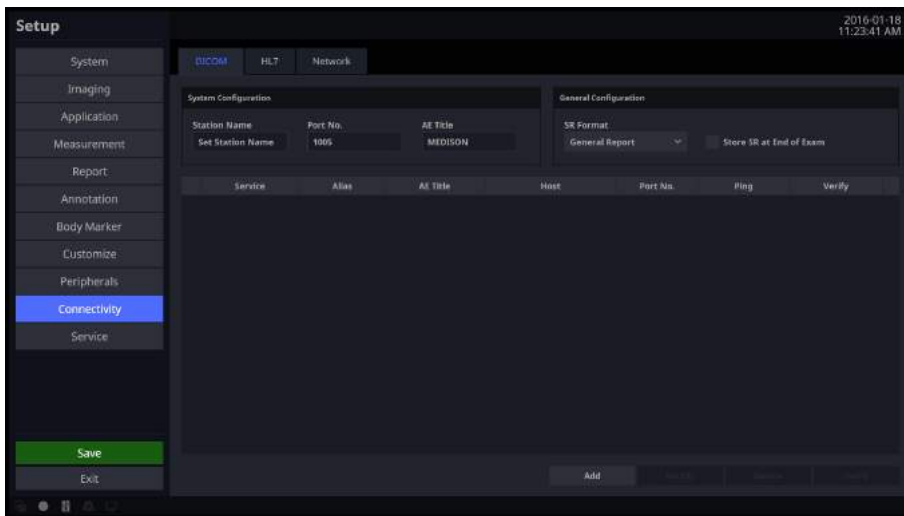 Setup
2016-01-18
11:23:41 AM
System
Imaging
Application
Measurement
Report
Annotation
Body Marker
Customize
Peripherals
Connectivity
Service
Save
Exit
DICOM HL7 Network
System Configuration
Station Name Port No. AE Title
Set Station Name 1005 MEDISON
General Configuration
SR Format
General Report Store SR at End of Exam
Service Alias AE Title Host Port No. Ping Verify
Add